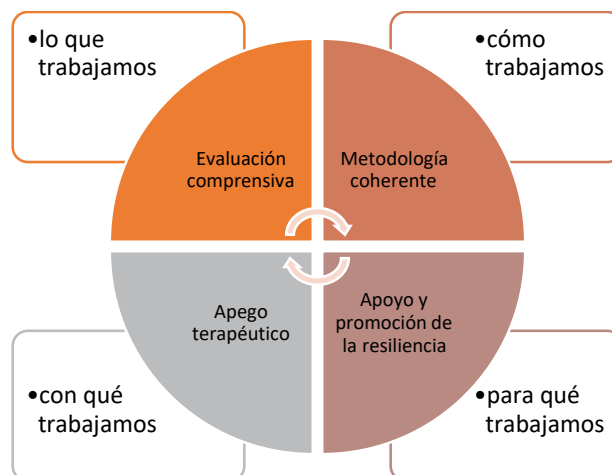 •lo que
trabajamos
•cómo
trabajamos
Evaluación
comprensiva
Metodología
coherente
Apego
terapéutico
Apoyo y
promoción de
la resiliencia
•con qué
trabajamos
•para qué
trabajamos